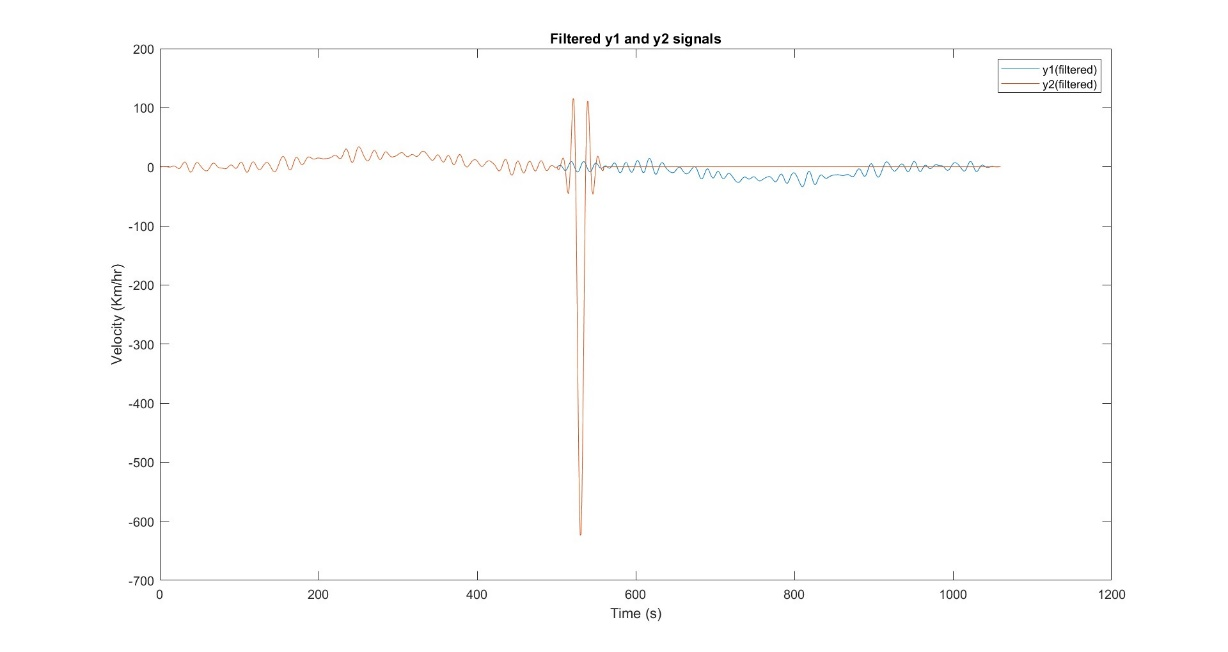 Filtered y1 and y2 signals
y1(filtered)
y2(filtered)
200
100
0
-100
-200
-300
-400
-500
-600
-700
Velocity (Km/hr)
0 200 400 600 800 1000 1200
Time (s)